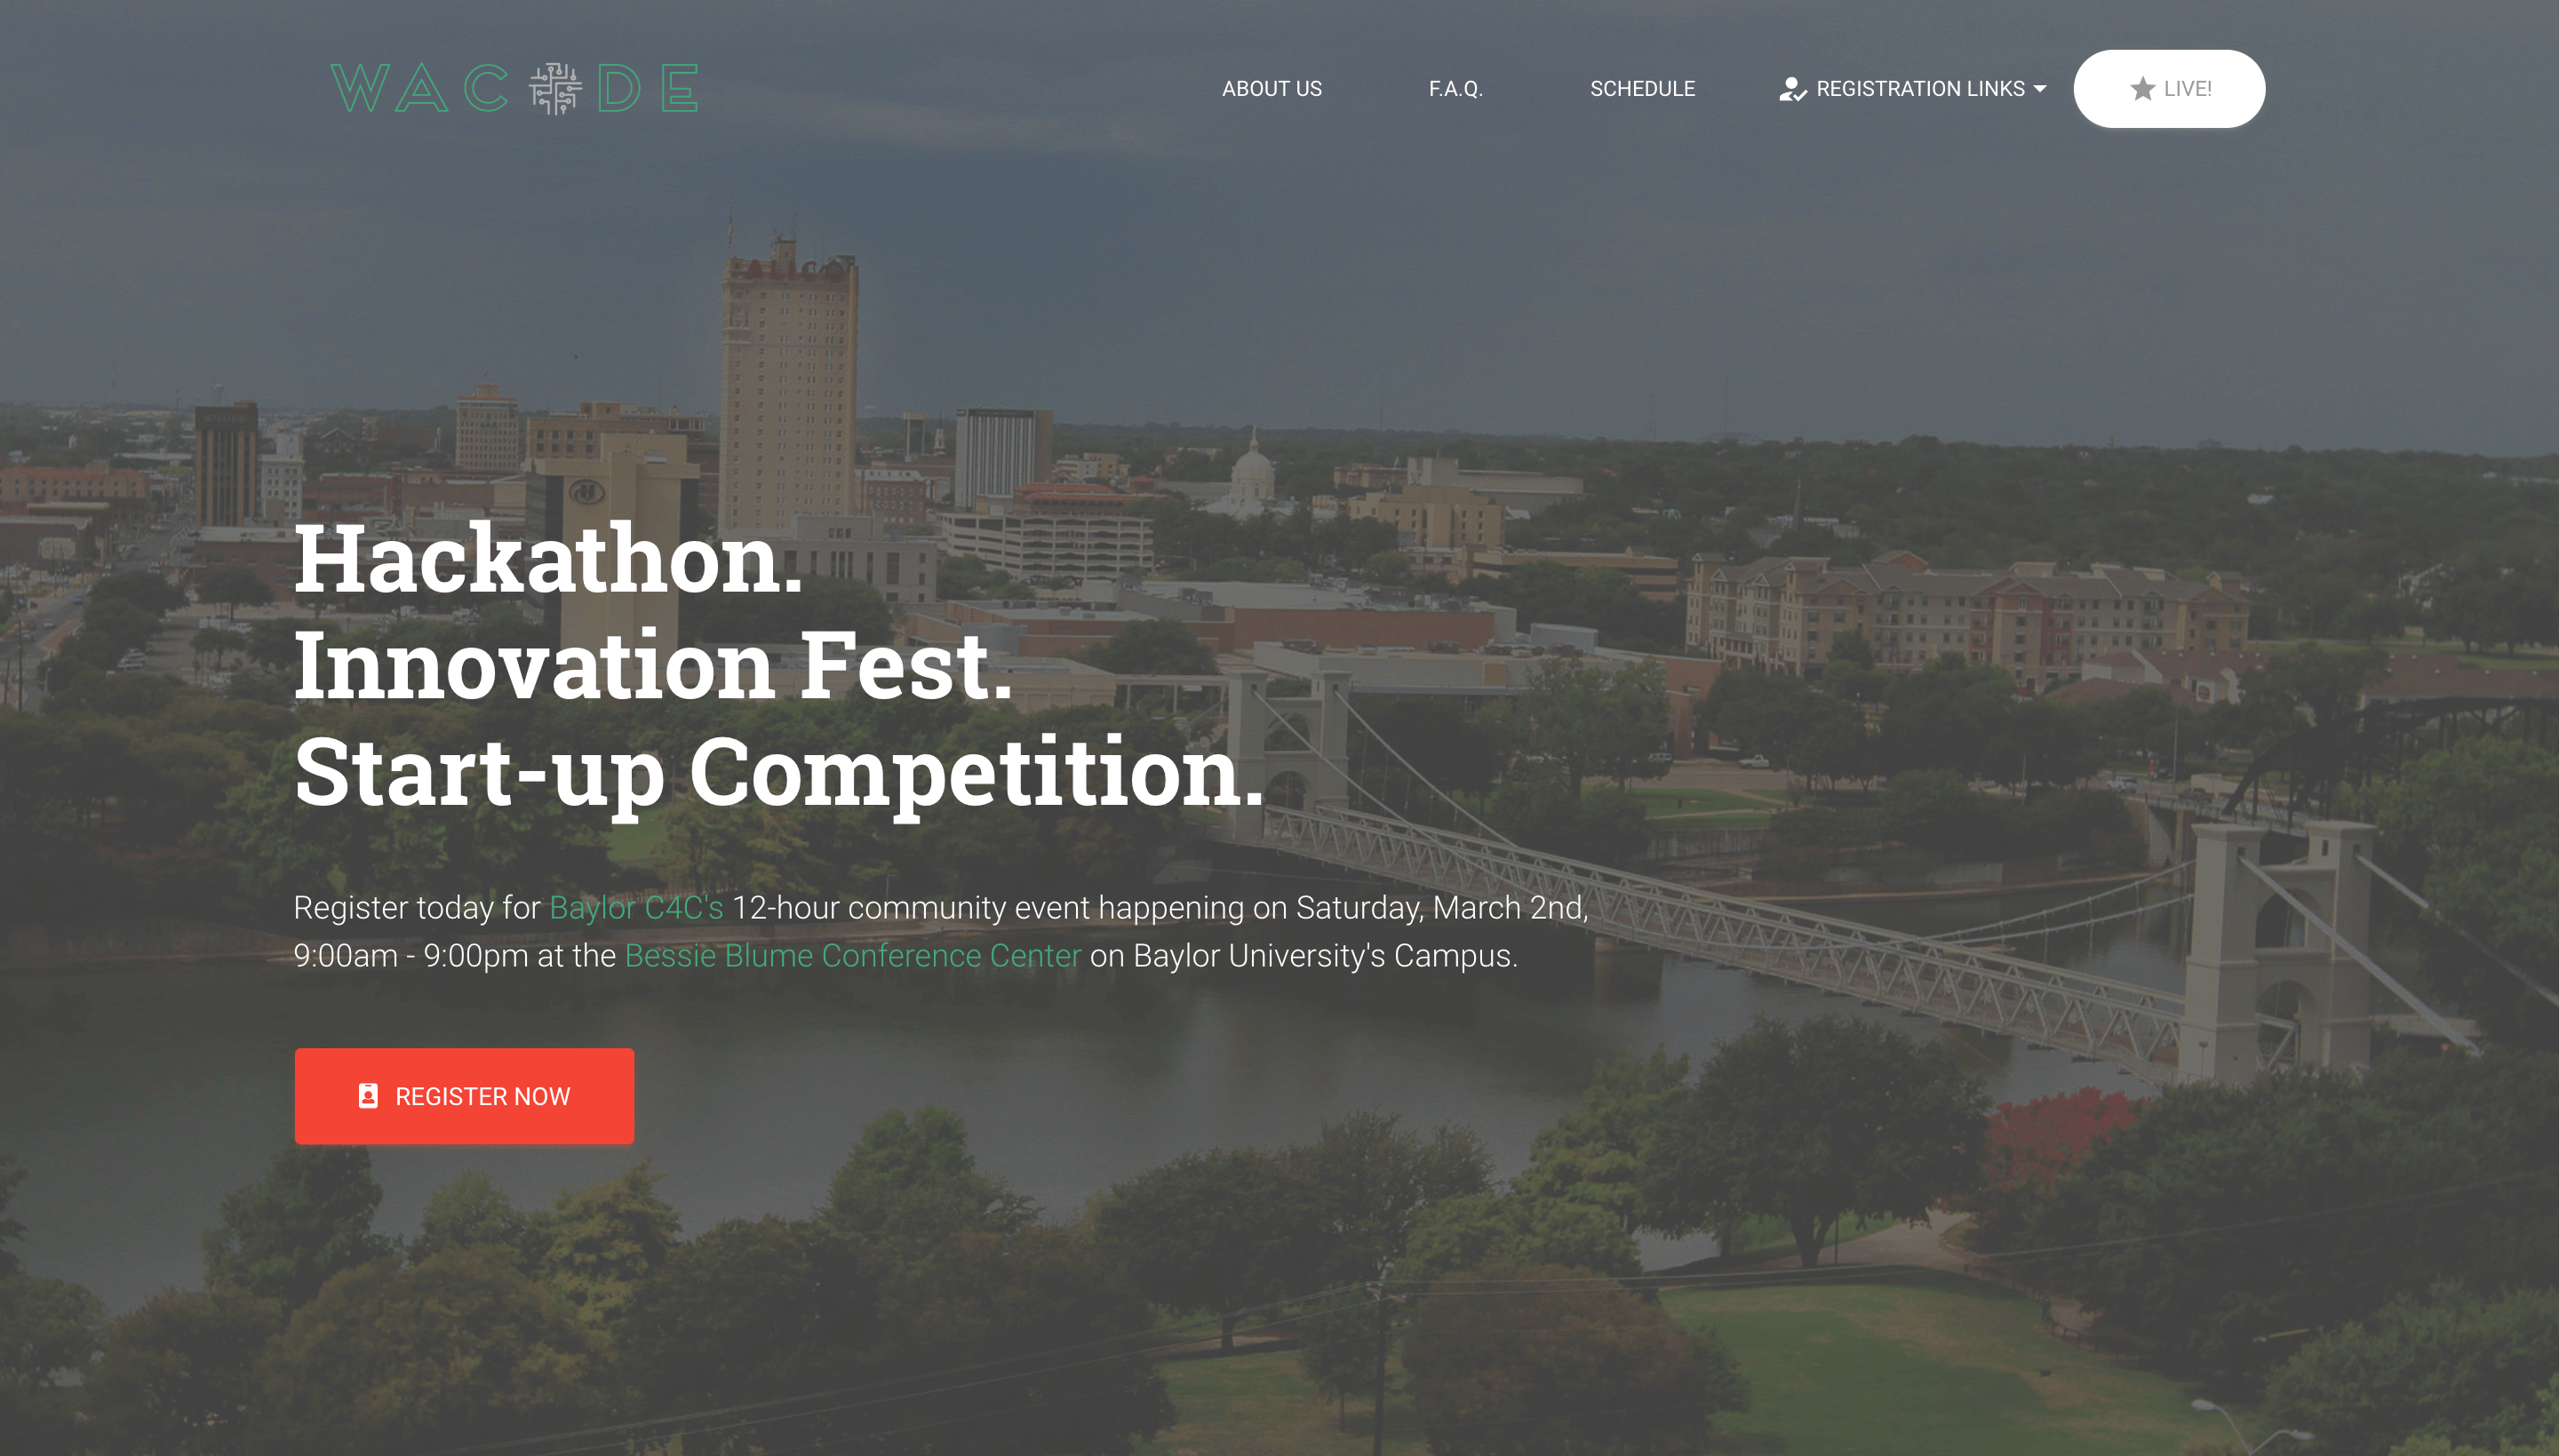 WACODE
ABOUT US
F.A.Q.
SCHEDULE
REGISTRATION LINKS
LIVE!
ALICO
Hackathon.
Innovation Fest.
Start-up Competition.
Register today for Baylor C4C's 12-hour community event happening on Saturday, March 2nd,
9:00am - 9:00pm at the Bessie Blume Conference Center on Baylor University's Campus.
REGISTER NOW